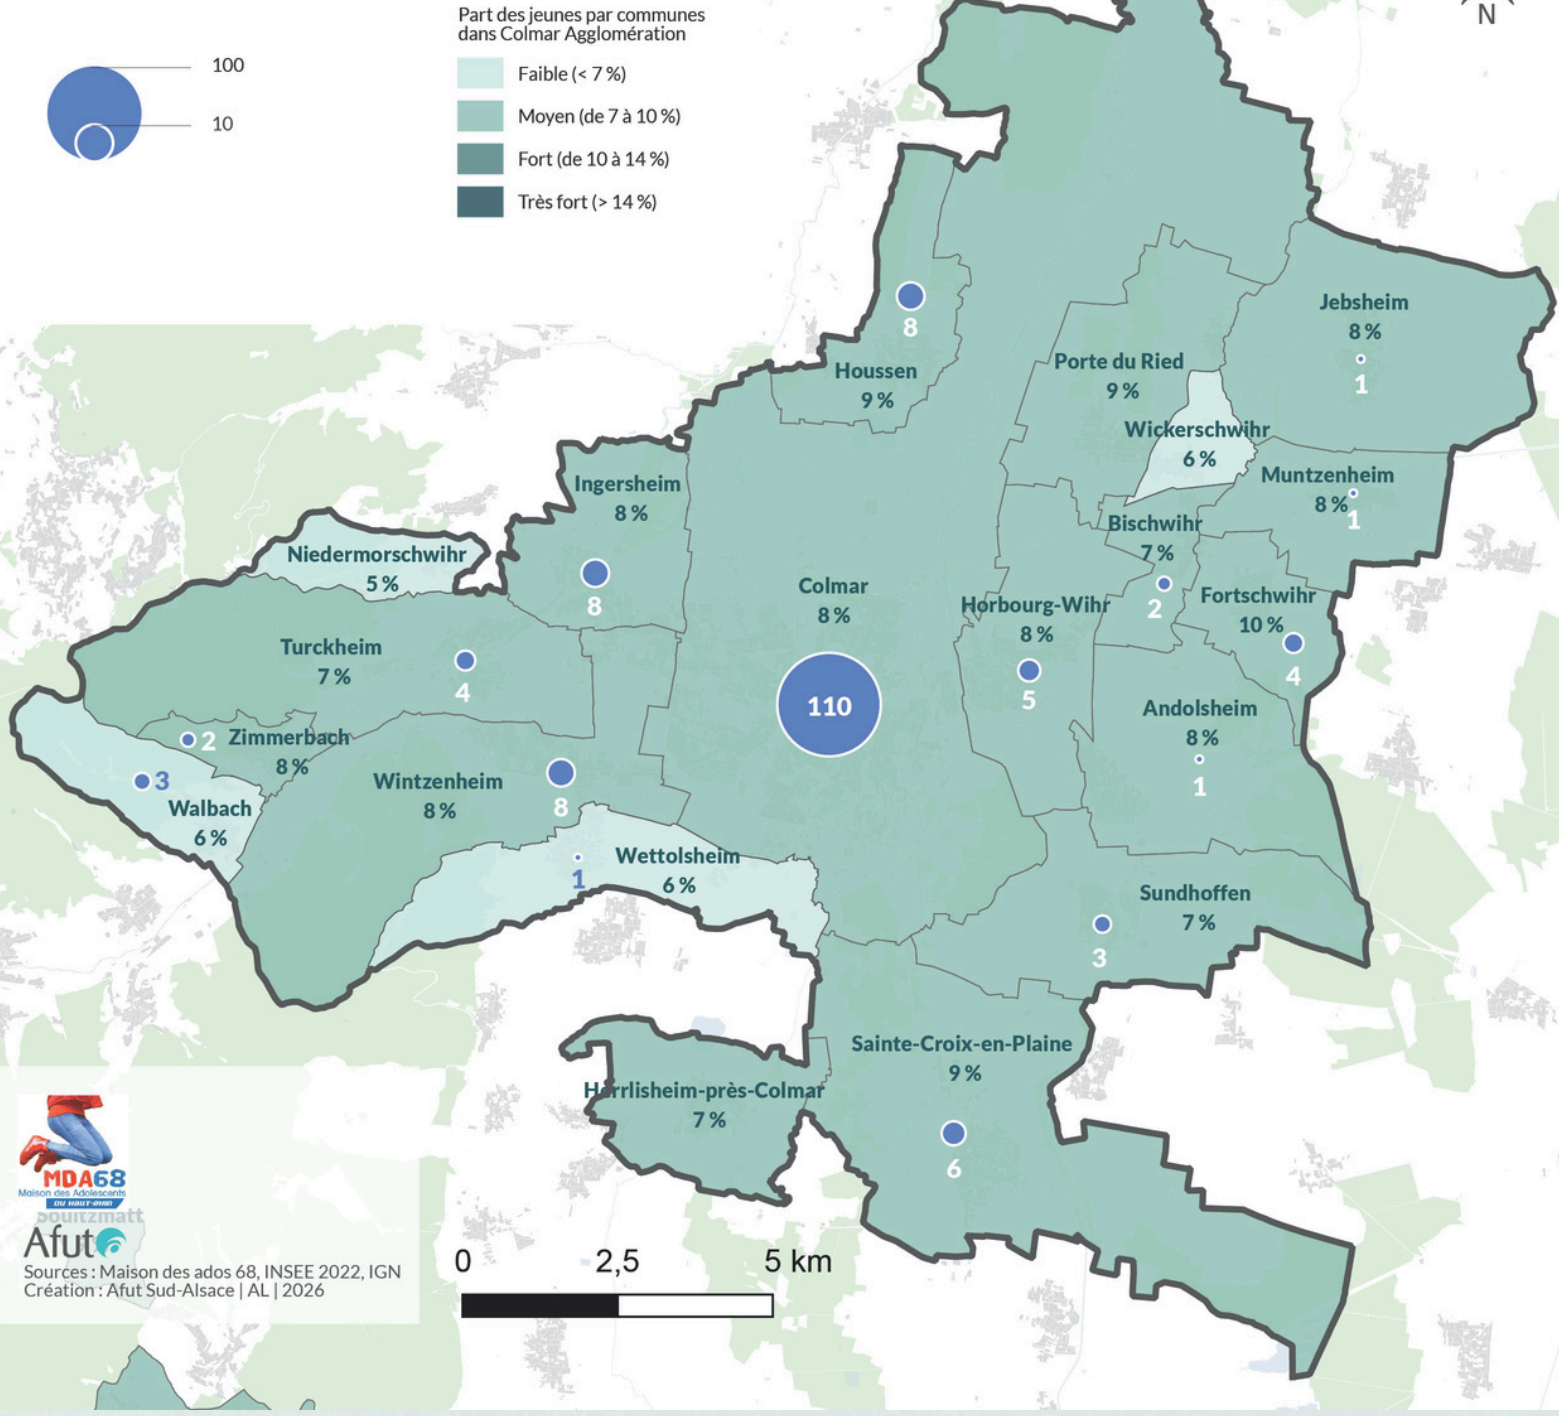 Part des jeunes par communes
dans Colmar Agglomération
100
10
Faible (< 7 %)
Moyen (de 7 à 10 %)
Fort (de 10 à 14 %)
Très fort (> 14 %)
N
8
Houssen
9 %
Jebsheim
8 %
1
Porte du Ried
9 %
Wickerschwihr
6 %
Ingersheim
8 %
8
Muntzenheim
8 %
1
Bischwihr
7 %
2
Niedermorschwihr
5 %
Colmar
8 %
110
Horbourg-Wihr
8 %
5
Fortschwihr
10 %
4
Turckheim
7 %
4
Andolsheim
8 %
1
2
Zimmerbach
8 %
3
Walbach
6 %
Wintzenheim
8 %
8
Wettolsheim
6 %
1
Sundhoffen
7 %
3
Sainte-Croix-en-Plaine
9 %
6
Herrlisheim-près-Colmar
7 %
MDA68
Maison des Adolescents
DU HAUT-RHIN
Soultzmatt
Afut
Sources : Maison des ados 68, INSEE 2022, IGN
Création : Afut Sud-Alsace | AL | 2026
0
2,5
5 km